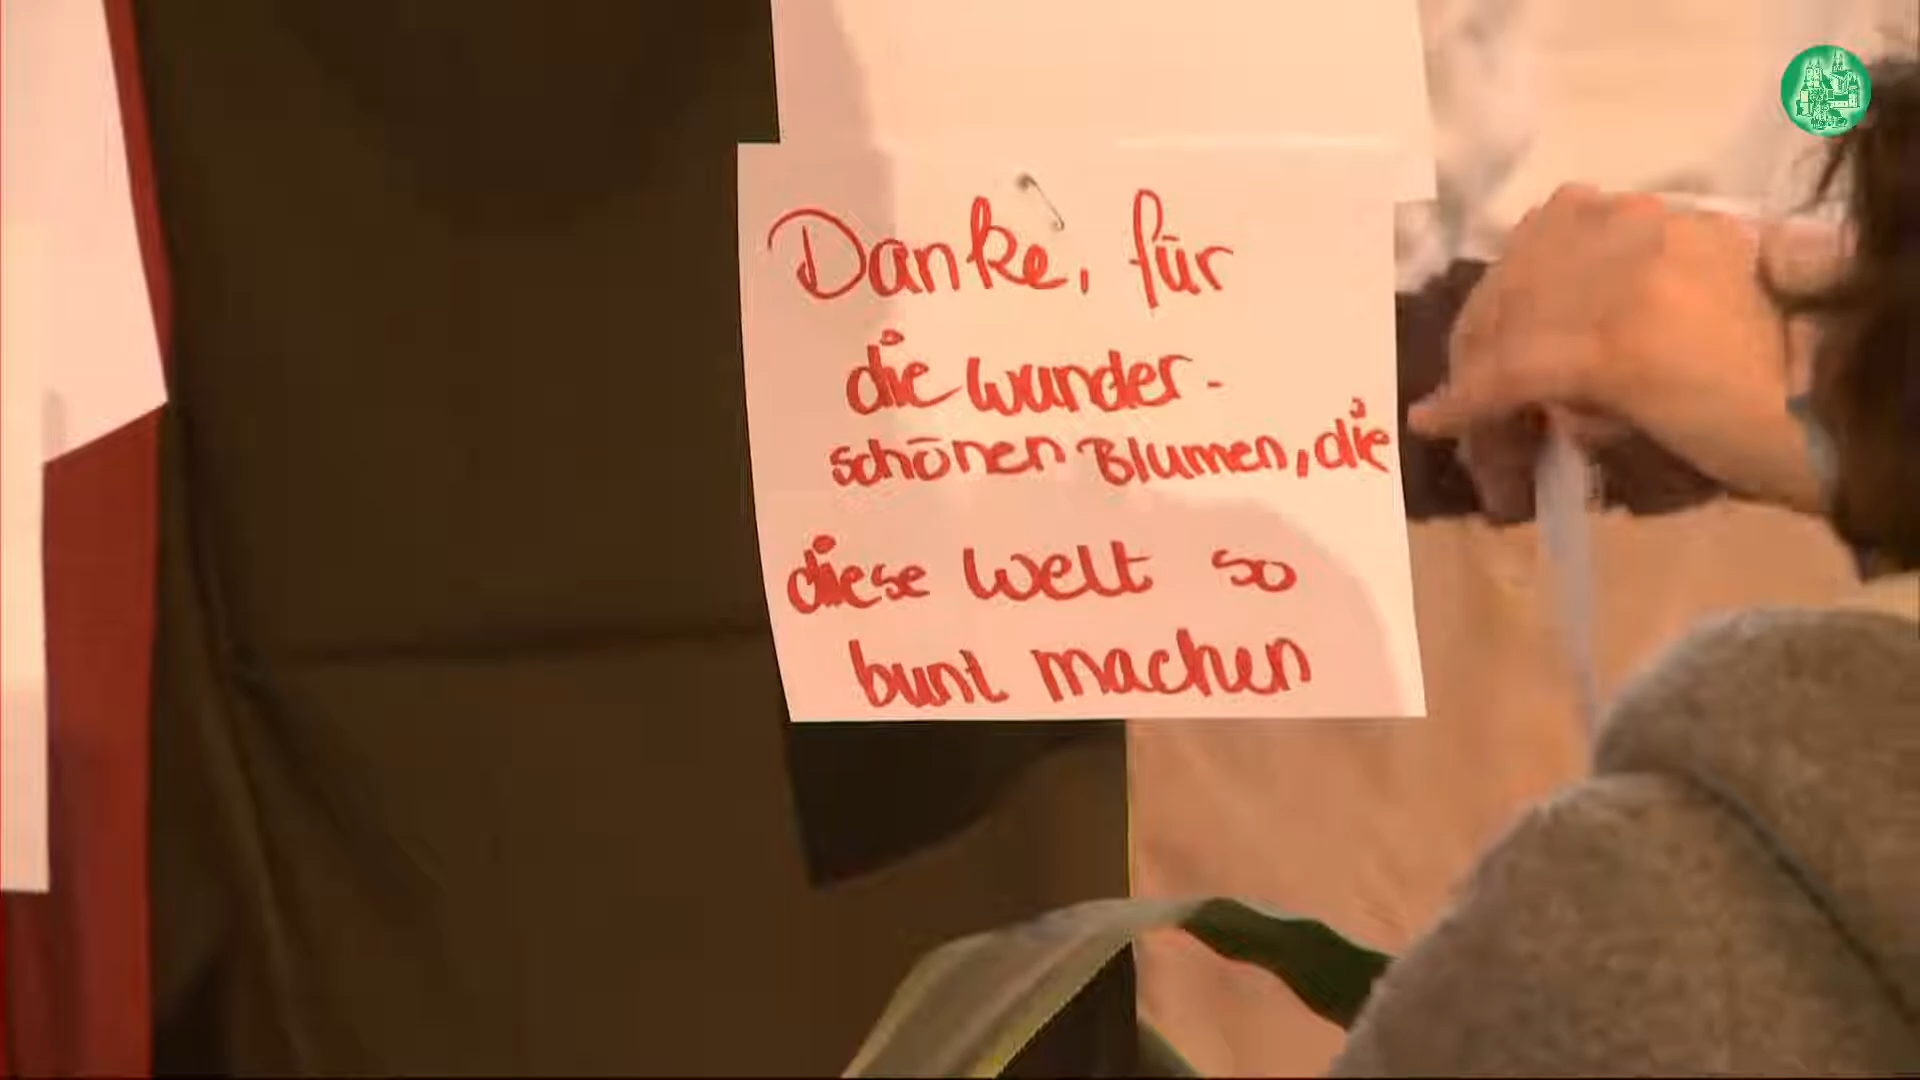 Danke, für
die wunder-
schönen Blumen, die
diese Welt so
bunt machen